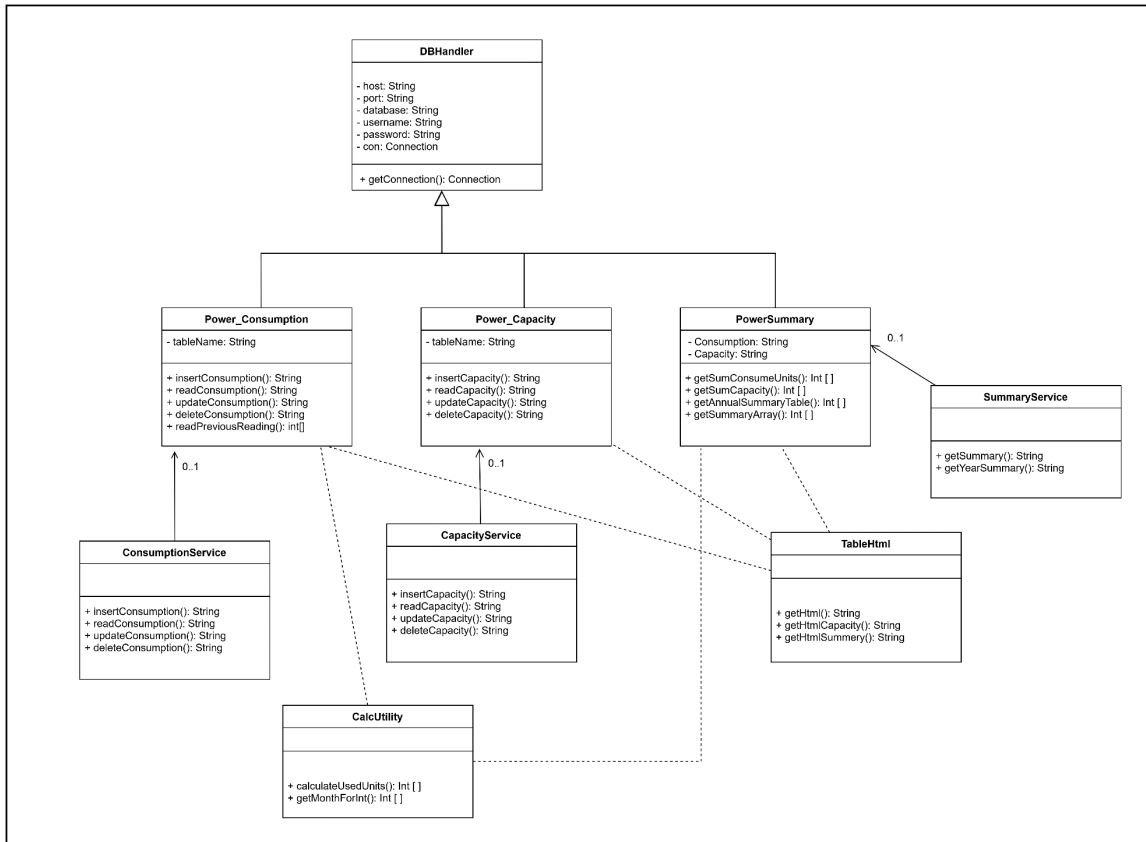 DBHandler
- host: String
- port: String
- database: String
- username: String
- password: String
- con: Connection
+ getConnection(): Connection
Power_Consumption
- tableName: String
+ insertConsumption(): String
+ readConsumption(): String
+ updateConsumption(): String
+ deleteConsumption(): String
+ readPreviousReading(): int[]
Power_Capacity
- tableName: String
+ insertCapacity(): String
+ readCapacity(): String
+ updateCapacity(): String
+ deleteCapacity(): String
PowerSummary
- Consumption: String
- Capacity: String
+ getSumConsumeUnits(): Int [ ]
+ getSumCapacity(): Int [ ]
+ getAnnualSummaryTable(): Int [ ]
+ getSummaryArray(): Int [ ]
0..1
SummaryService
+ getSummary(): String
+ getYearSummary(): String
0..1
0..1
ConsumptionService
+ insertConsumption(): String
+ readConsumption(): String
+ updateConsumption(): String
+ deleteConsumption(): String
CapacityService
+ insertCapacity(): String
+ readCapacity(): String
+ updateCapacity(): String
+ deleteCapacity(): String
TableHtml
+ getHtml(): String
+ getHtmlCapacity(): String
+ getHtmlSummery(): String
CalcUtility
+ calculateUsedUnits(): Int [ ]
+ getMonthForInt(): Int [ ]